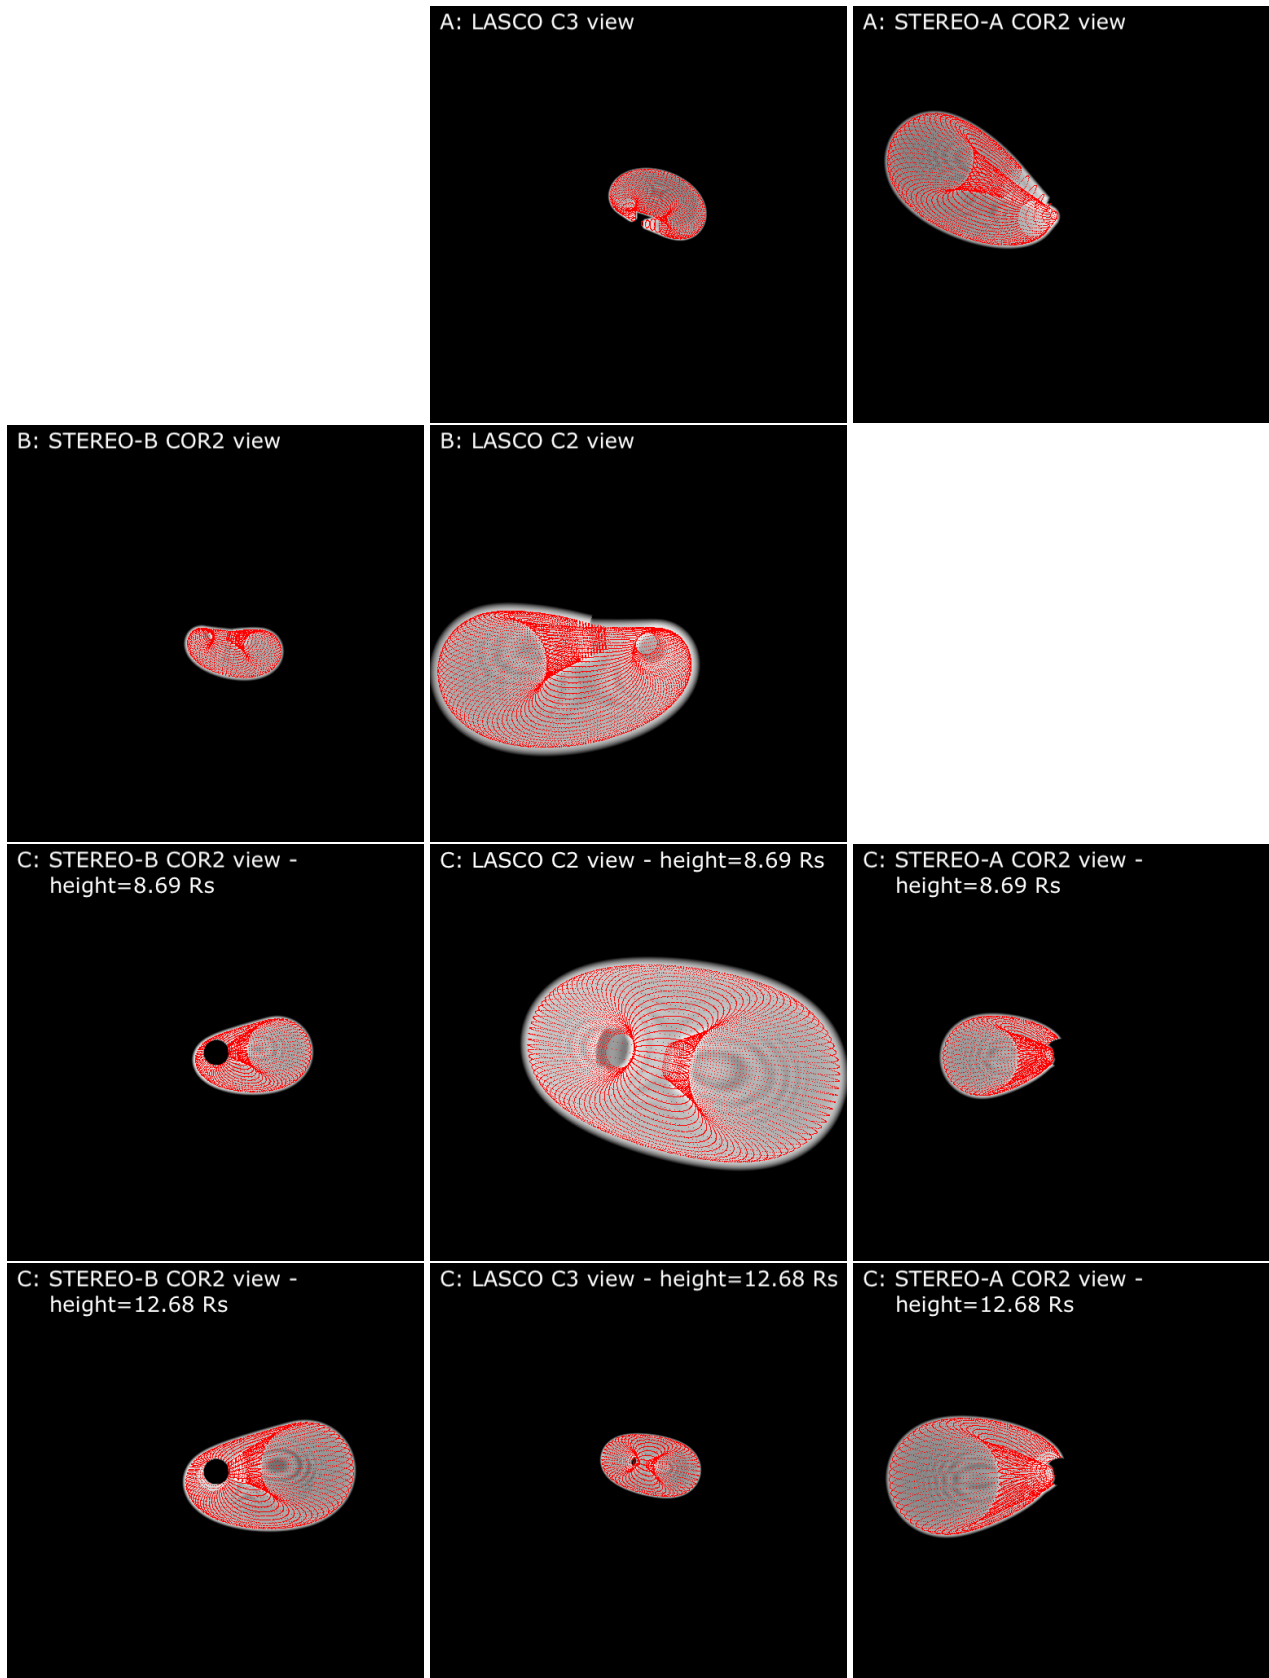 A: LASCO C3 view
A: STEREO-A COR2 view
B: STEREO-B COR2 view
B: LASCO C2 view
C: STEREO-B COR2 view -
height=8.69 Rs
C: LASCO C2 view - height=8.69 Rs
C: STEREO-A COR2 view -
height=8.69 Rs
C: STEREO-B COR2 view -
height=12.68 Rs
C: LASCO C3 view - height=12.68 Rs
C: STEREO-A COR2 view -
height=12.68 Rs